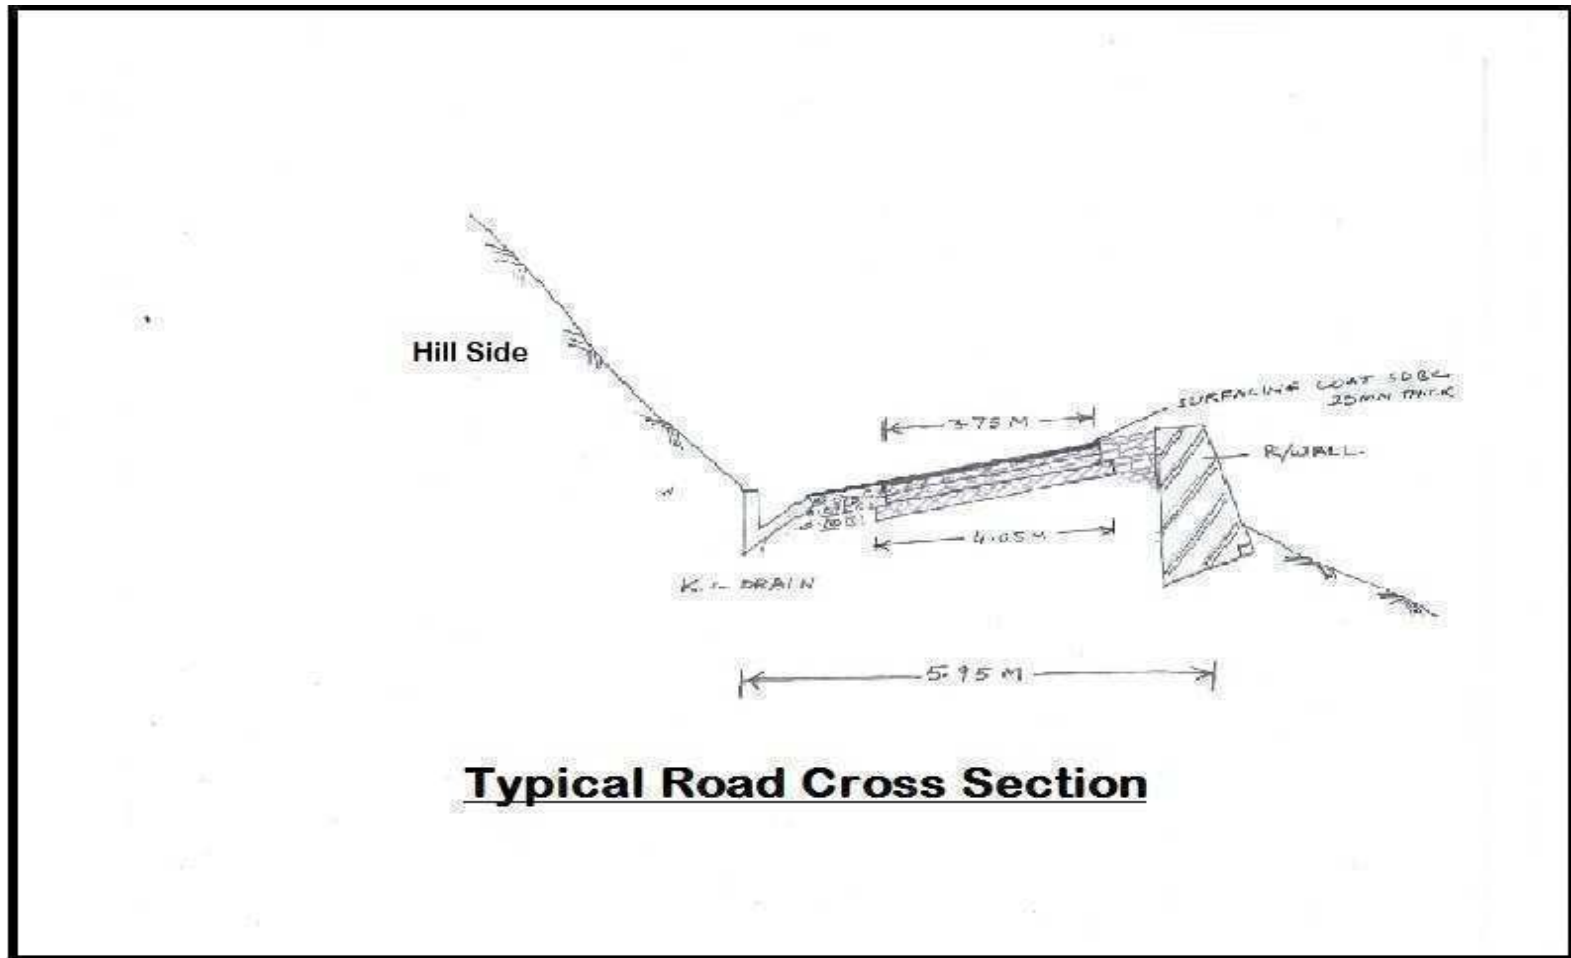 Hill Side
SURFACING COAT SDBC
25MM THICK
3.75 M
R/WALL
4.05 M
DRAIN
5.95 M
Typical Road Cross Section